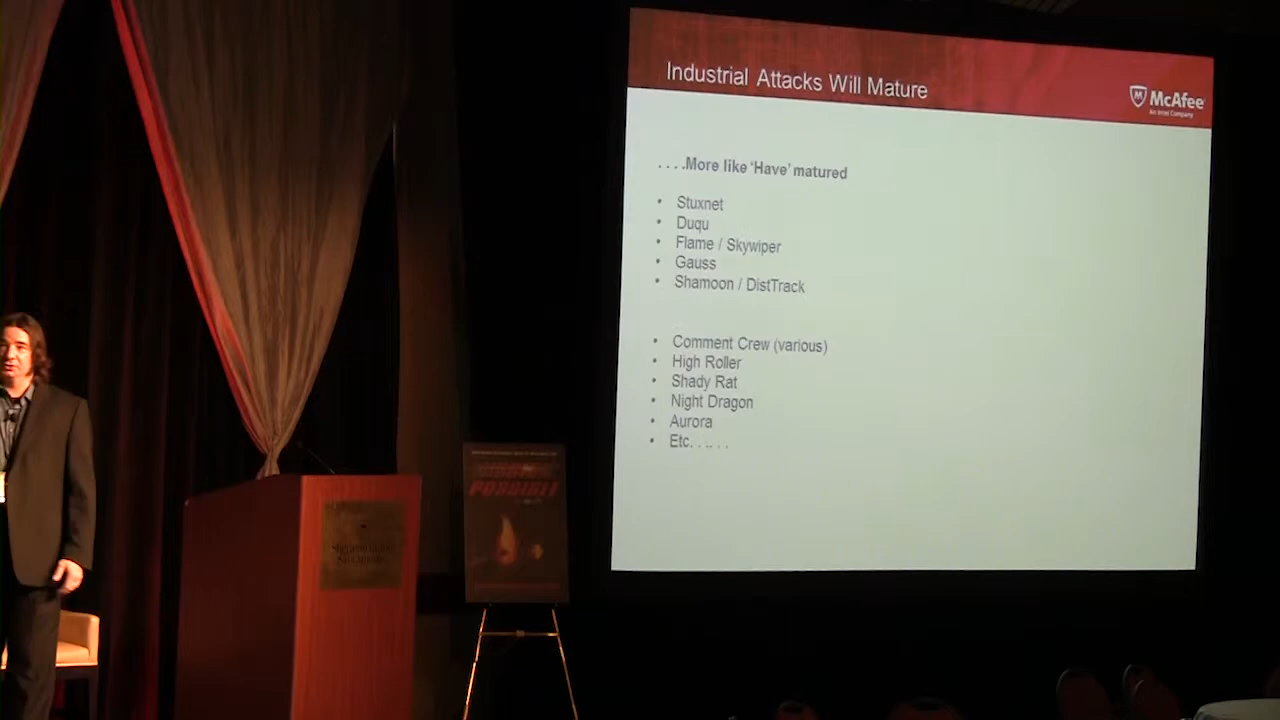 Industrial Attacks Will Mature
McAfee
An Intel Company
. . . .More like ‘Have’ matured
• Stuxnet
• Duqu
• Flame / Skywiper
• Gauss
• Shamoon / DistTrack
• Comment Crew (various)
• High Roller
• Shady Rat
• Night Dragon
• Aurora
• Etc. . .. . .
POSSIBLE